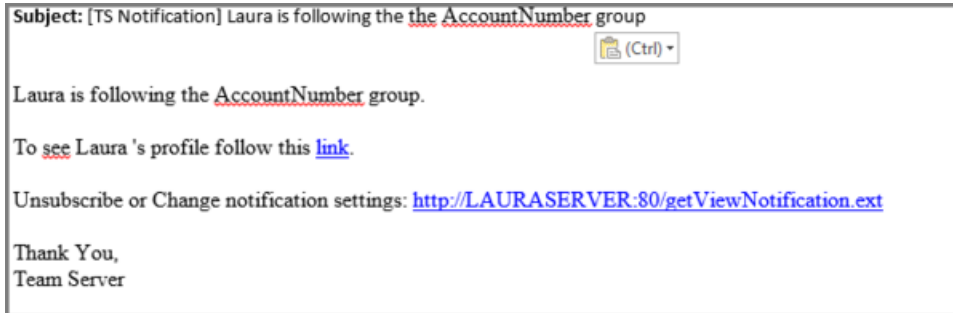 Subject: [TS Notification] Laura is following the the AccountNumber group
(Ctrl)
Laura is following the AccountNumber group.
To see Laura 's profile follow this link.
Unsubscribe or Change notification settings: http://LAURASERVER:80/getViewNotification.ext
Thank You,
Team Server